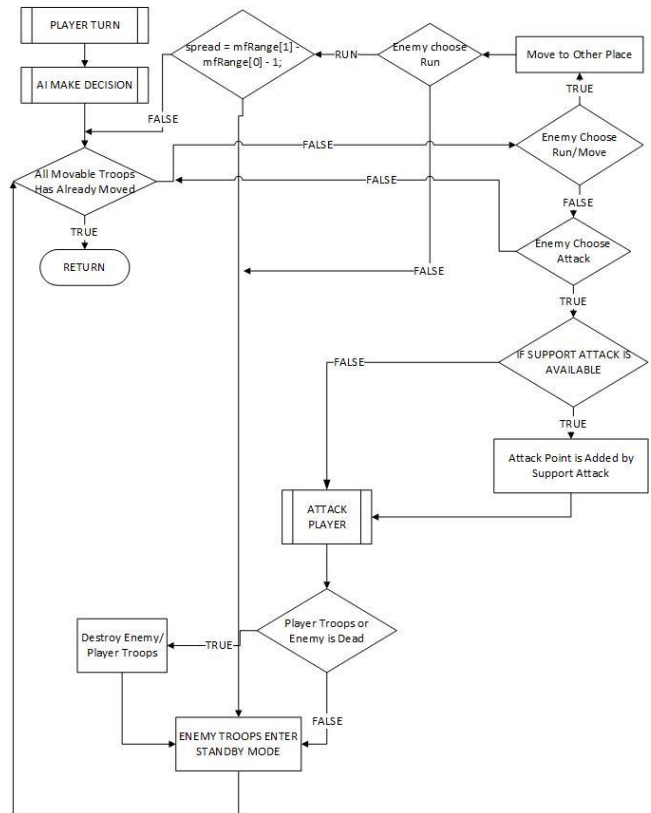 PLAYER TURN
AI MAKE DECISION
spread = mfRange[1] -
mfRange[0] - 1;
RUN
Enemy choose
Run
Move to Other Place
TRUE
FALSE
Enemy Choose
Run/Move
FALSE
All Movable Troops
Has Already Moved
FALSE
FALSE
TRUE
RETURN
Enemy Choose
Attack
FALSE
TRUE
IF SUPPORT ATTACK IS
AVAILABLE
FALSE
TRUE
Attack Point is Added by
Support Attack
ATTACK
PLAYER
Player Troops or
Enemy is Dead
TRUE
Destroy Enemy/
Player Troops
FALSE
ENEMY TROOPS ENTER
STANDBY MODE